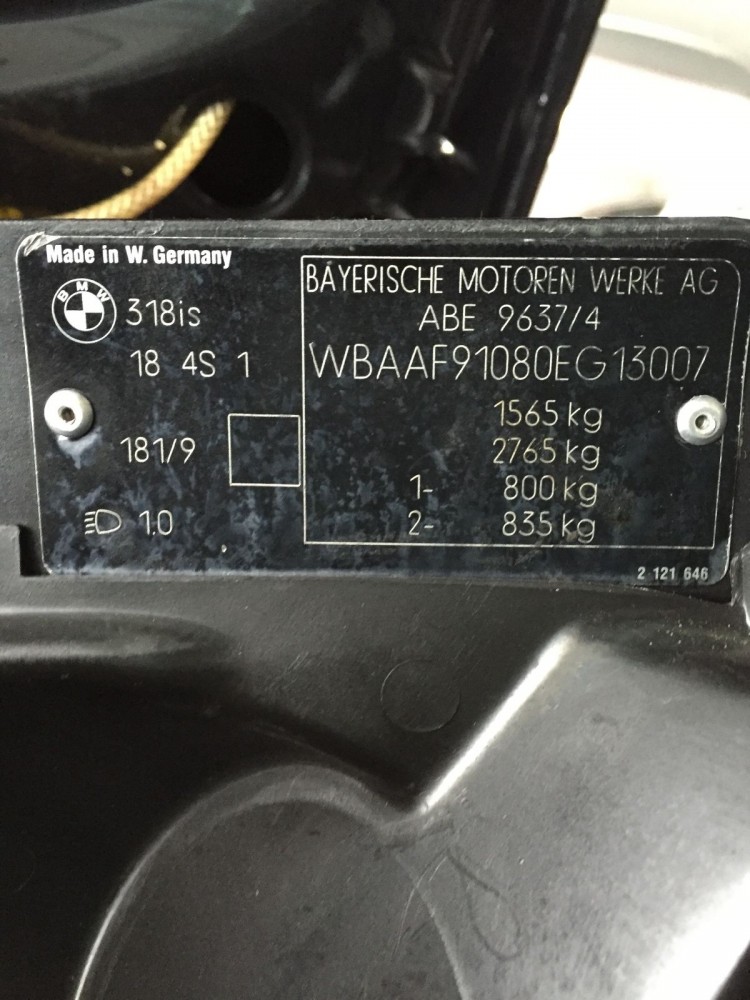 Made in W. Germany
BMW
318is
18 4S 1
181/9
1.0
BAYERISCHE MOTOREN WERKE AG
ABE 9637/4
WBAAF91080EG13007
1565 kg
2765 kg
1- 800 kg
2- 835 kg
2 121 646